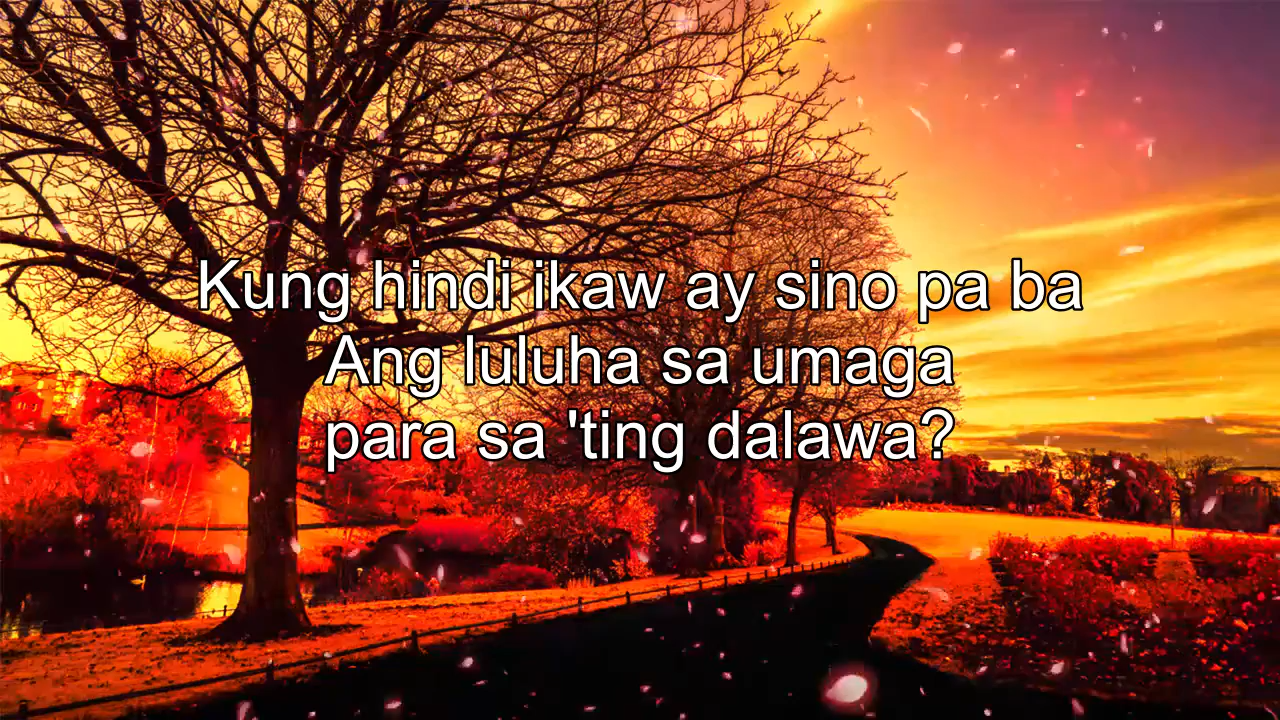 Kung hindi ikaw ay sino pa ba
Ang luluha sa umaga
para sa 'ting dalawa?